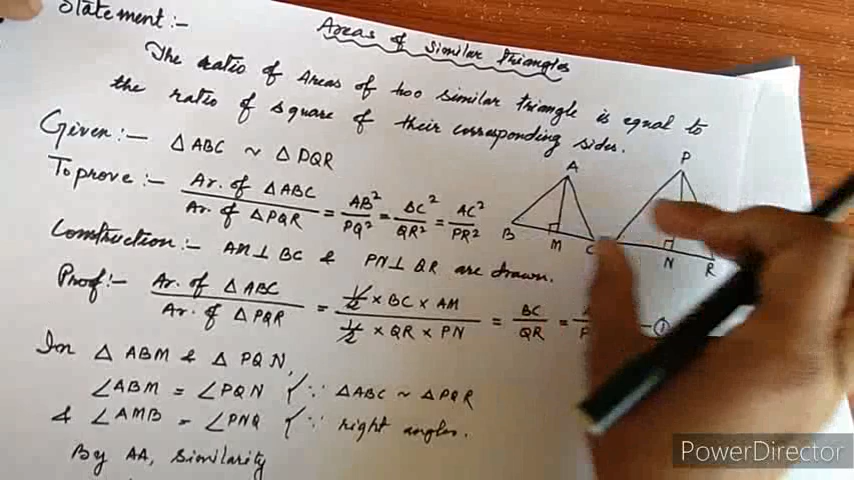 Areas of Similar triangles
Statement:-
The ratio of Areas of two similar triangle is equal to
the ratio of square of their corresponding sides.
Given:- △ABC ~ △PQR
To prove:- Ar. of △ABC / Ar. of △PQR = AB² / PQ² = BC² / QR² = AC² / PR²
A
B
M
C
P
N
R
Construction:- AM ⊥ BC & PN ⊥ QR are drawn.
Proof:- Ar. of △ABC / Ar. of △PQR = ½ × BC × AM / ½ × QR × PN = BC / QR = — ①
In △ABM & △PQN,
∠ABM = ∠PQN { ∵ △ABC ~ △PQR
& ∠AMB = ∠PNQ { ∵ right angles.
By AA, similarity
PowerDirector